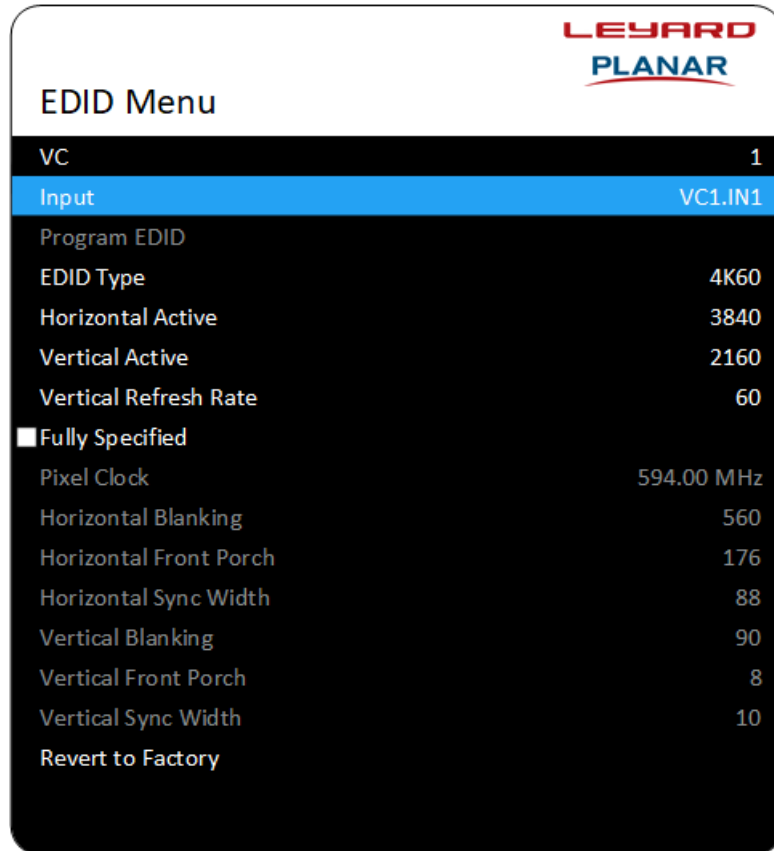 LEYARD
PLANAR
EDID Menu
VC 1
Input VC1.IN1
Program EDID
EDID Type 4K60
Horizontal Active 3840
Vertical Active 2160
Vertical Refresh Rate 60
Fully Specified
Pixel Clock 594.00 MHz
Horizontal Blanking 560
Horizontal Front Porch 176
Horizontal Sync Width 88
Vertical Blanking 90
Vertical Front Porch 8
Vertical Sync Width 10
Revert to Factory